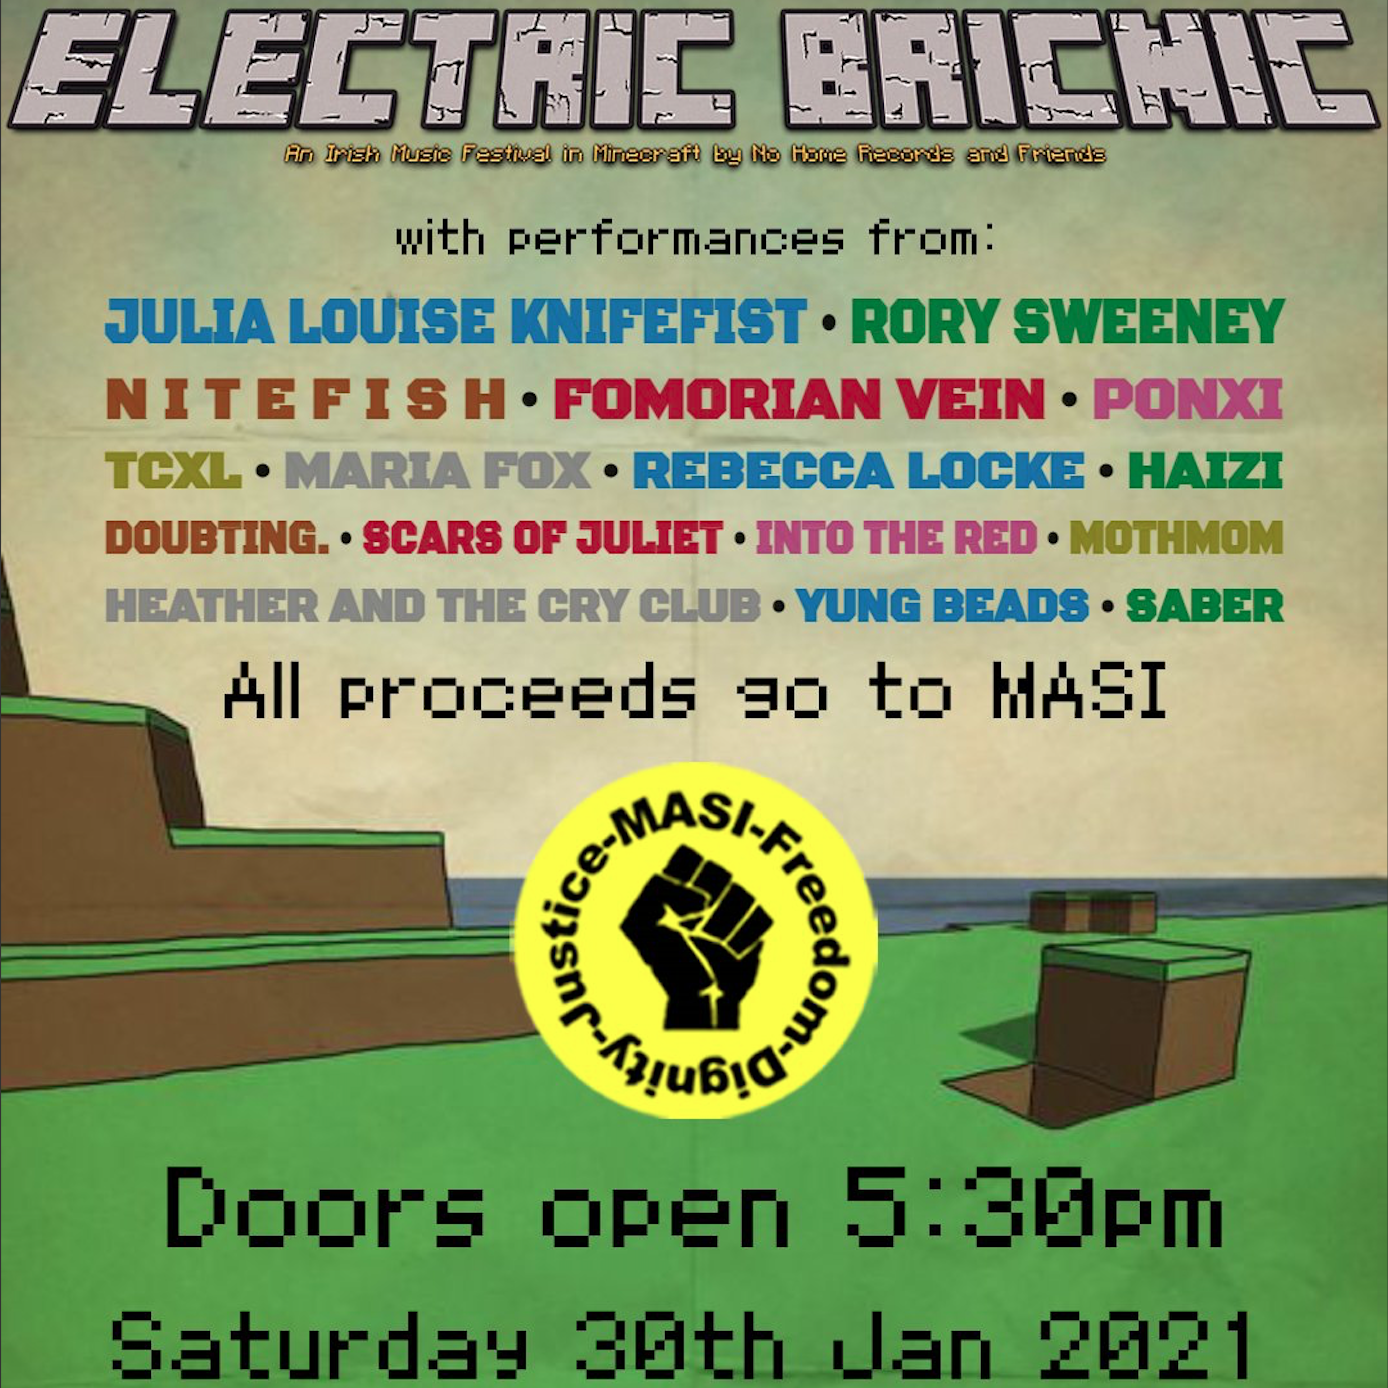 ELECTRIC BRICNIC
An Irish Music Festival in Minecraft by No Home Records and Friends
with performances from:
JULIA LOUISE KNIFEFIST • RORY SWEENEY
NITEFISH • FOMORIAN VEIN • PONXI
TCXL • MARIA FOX • REBECCA LOCKE • HAIZI
DOUBTING. • SCARS OF JULIET • INTO THE RED • MOTHMOM
HEATHER AND THE CRY CLUB • YUNG BEADS • SABER
All proceeds go to MASI
Justice-MASI-Freedom-Dignity-
Doors open 5:30pm
Saturday 30th Jan 2021